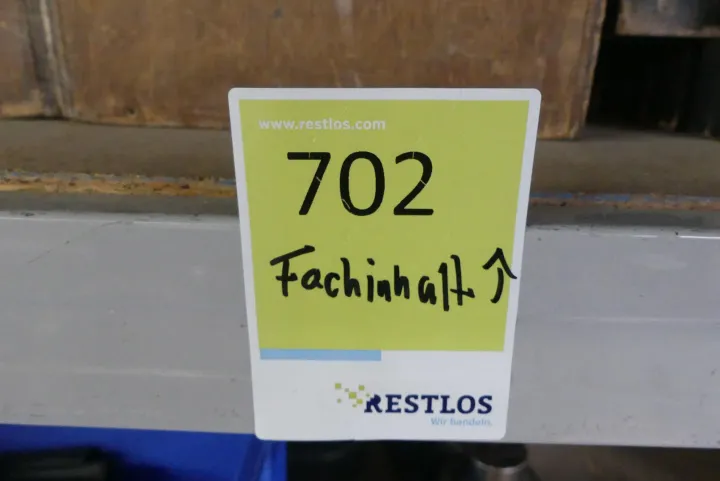 www.restlos.com
702
Fachinhalt ↑
RESTLOS
Wir handeln.